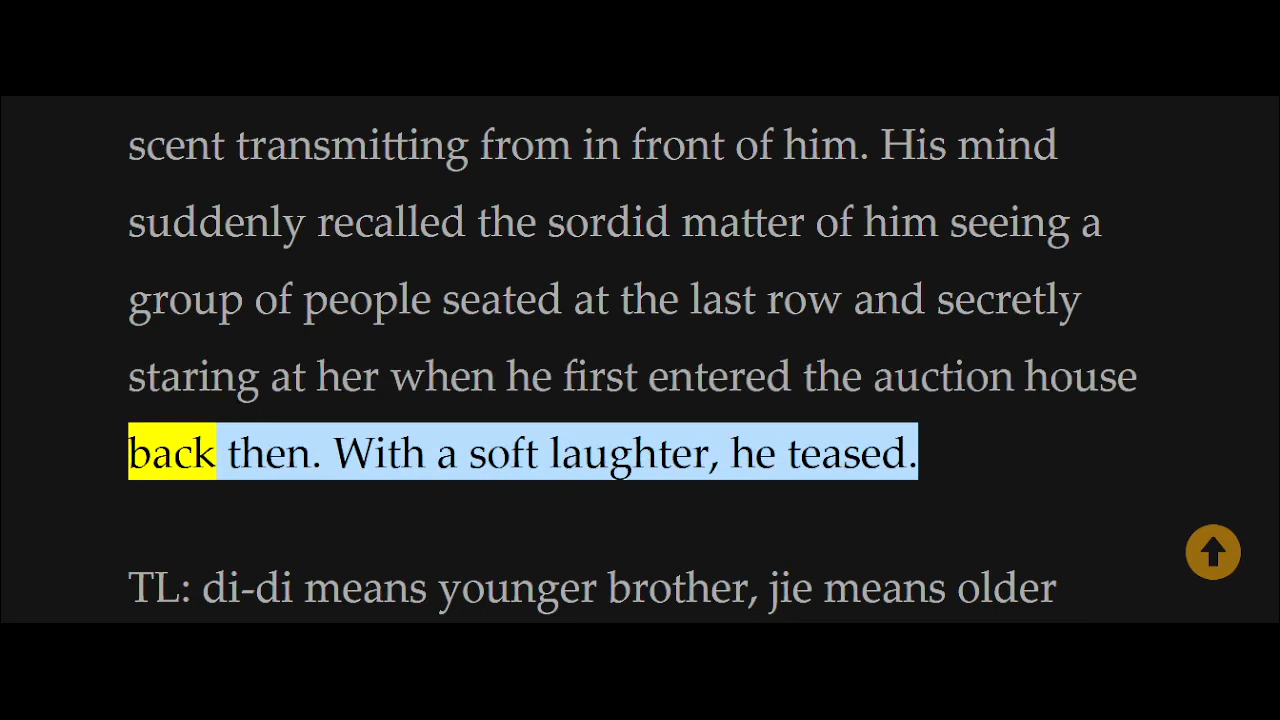 scent transmitting from in front of him. His mind
suddenly recalled the sordid matter of him seeing a
group of people seated at the last row and secretly
staring at her when he first entered the auction house
back then. With a soft laughter, he teased.
TL: di-di means younger brother, jie means older